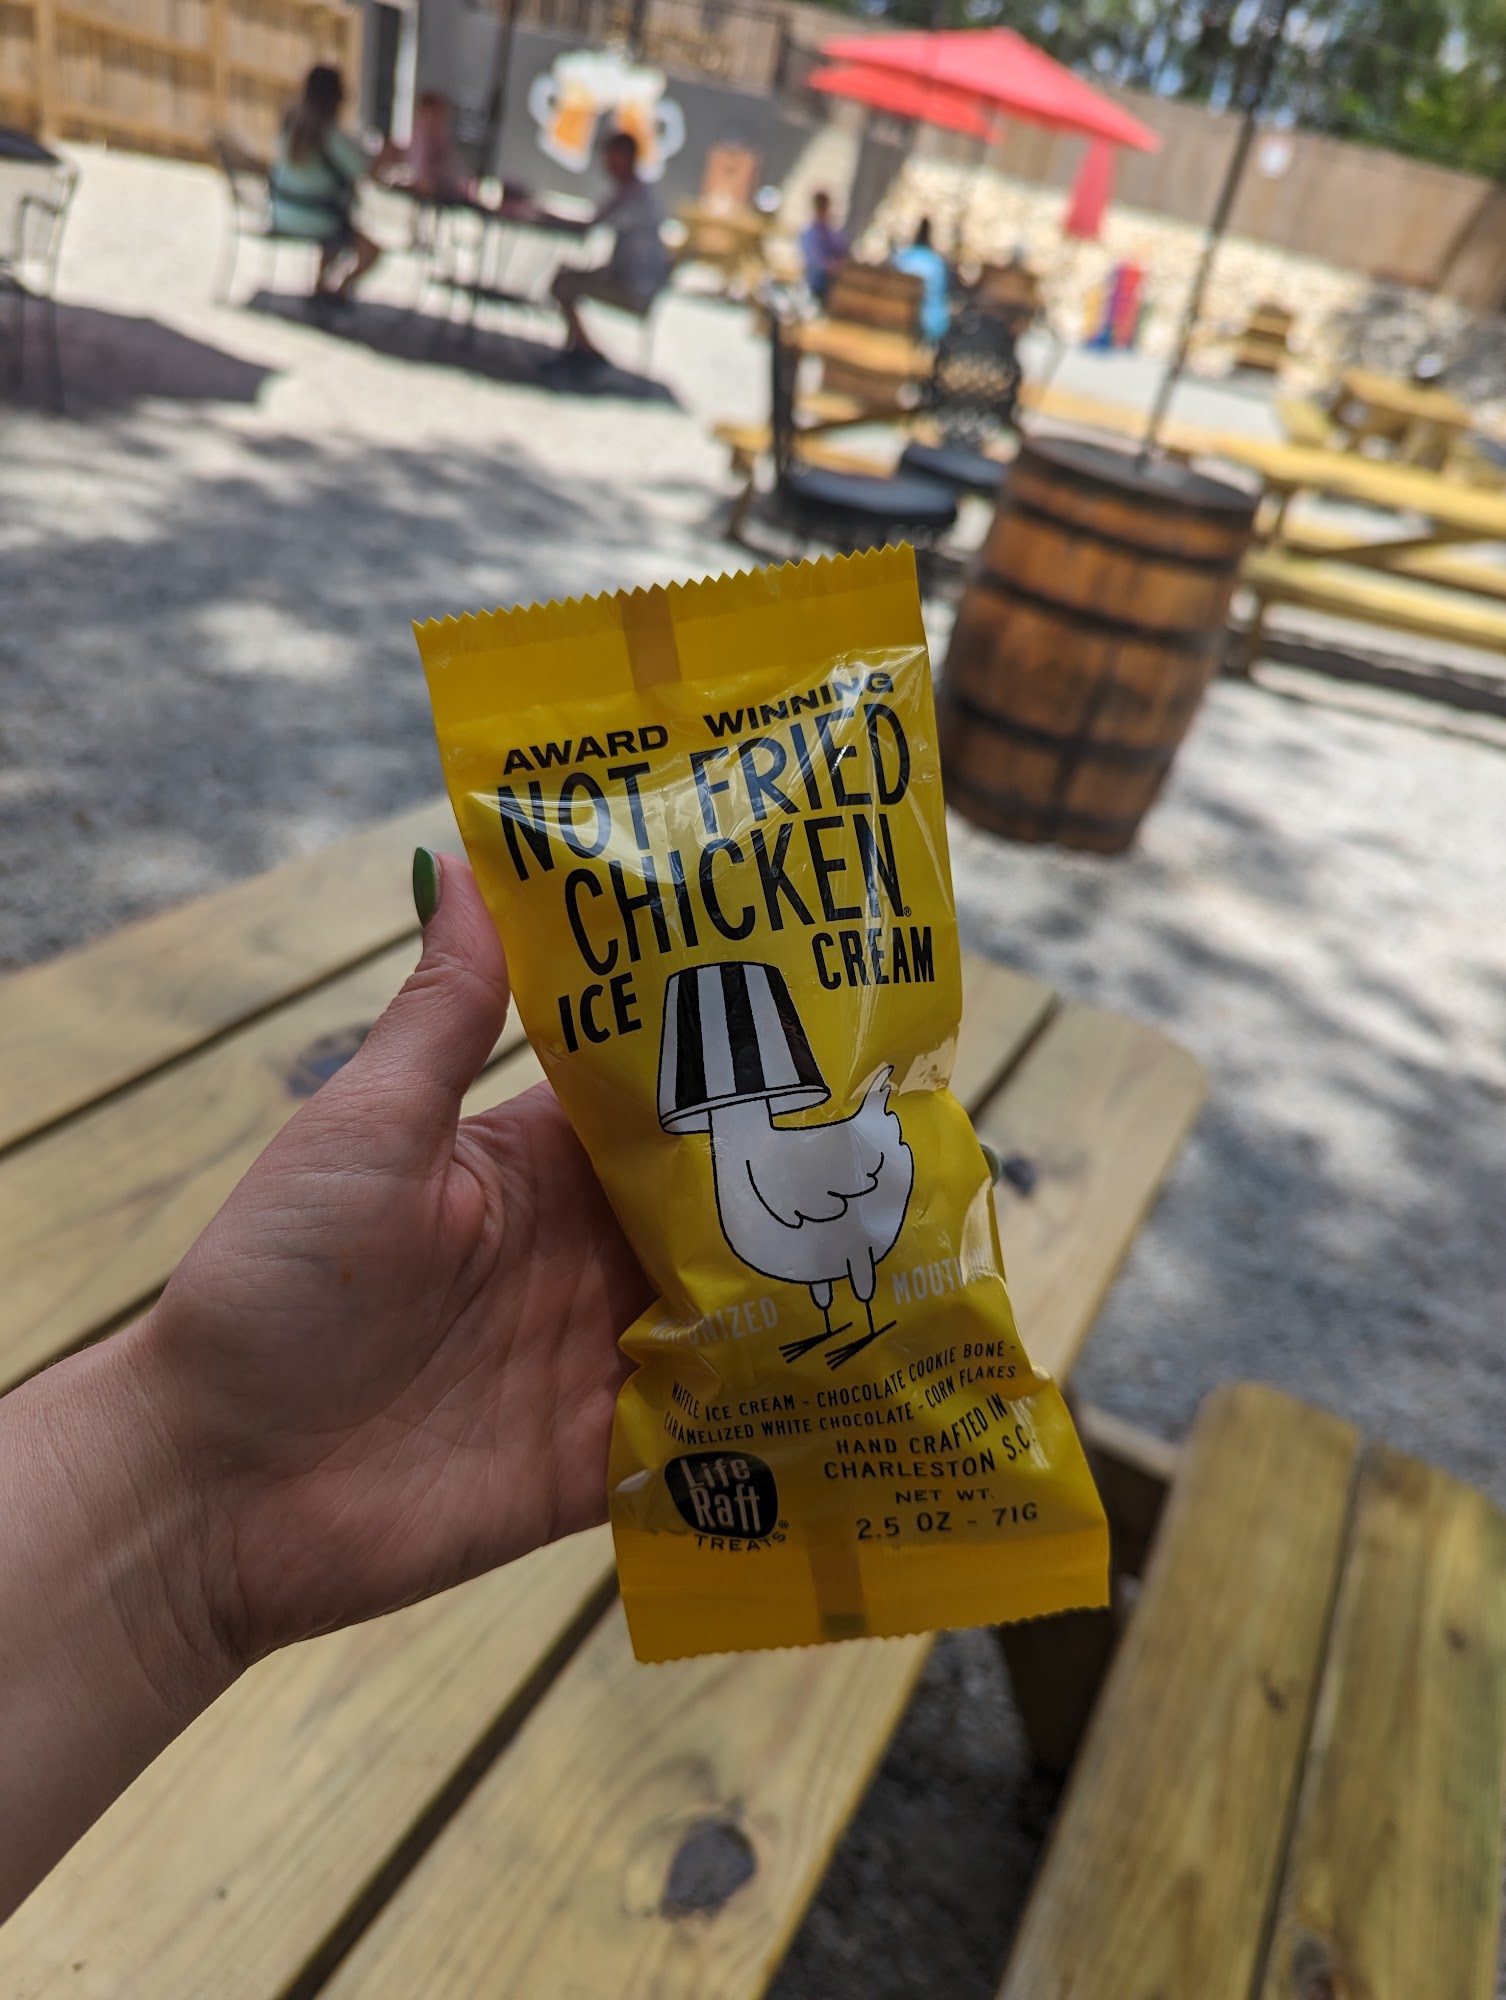 AWARD WINNING
NOT FRIED
CHICKEN®
ICE CREAM
WAFFLE ICE CREAM - CHOCOLATE COOKIE BONE -
CARAMELIZED WHITE CHOCOLATE - CORN FLAKES
HAND CRAFTED IN
CHARLESTON S.C.
NET WT.
2.5 OZ - 71G
Life
Raft
TREATS®